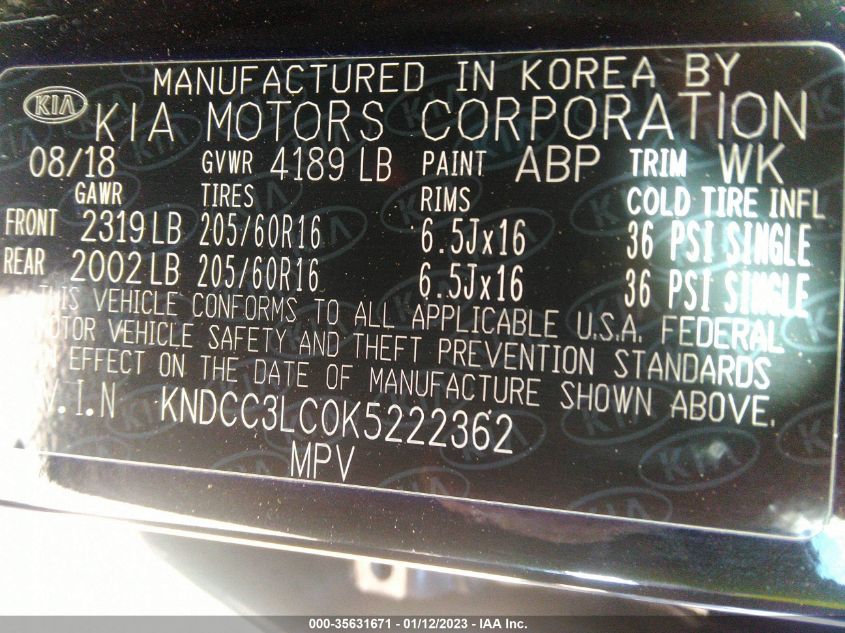 MANUFACTURED IN KOREA BY
KIA KIA MOTORS CORPORATION
08/18 GVWR 4189 LB PAINT ABP TRIM WK
GAWR TIRES RIMS COLD TIRE INFL
FRONT 2319 LB 205/60R16 6.5Jx16 36 PSI SINGLE
REAR 2002 LB 205/60R16 6.5Jx16 36 PSI SINGLE
THIS VEHICLE CONFORMS TO ALL APPLICABLE U.S.A. FEDERAL
MOTOR VEHICLE SAFETY AND THEFT PREVENTION STANDARDS
IN EFFECT ON THE DATE OF MANUFACTURE SHOWN ABOVE.
V.I.N KNDCC3LC0K5222362
MPV
000-35631671 - 01/12/2023 - IAA Inc.